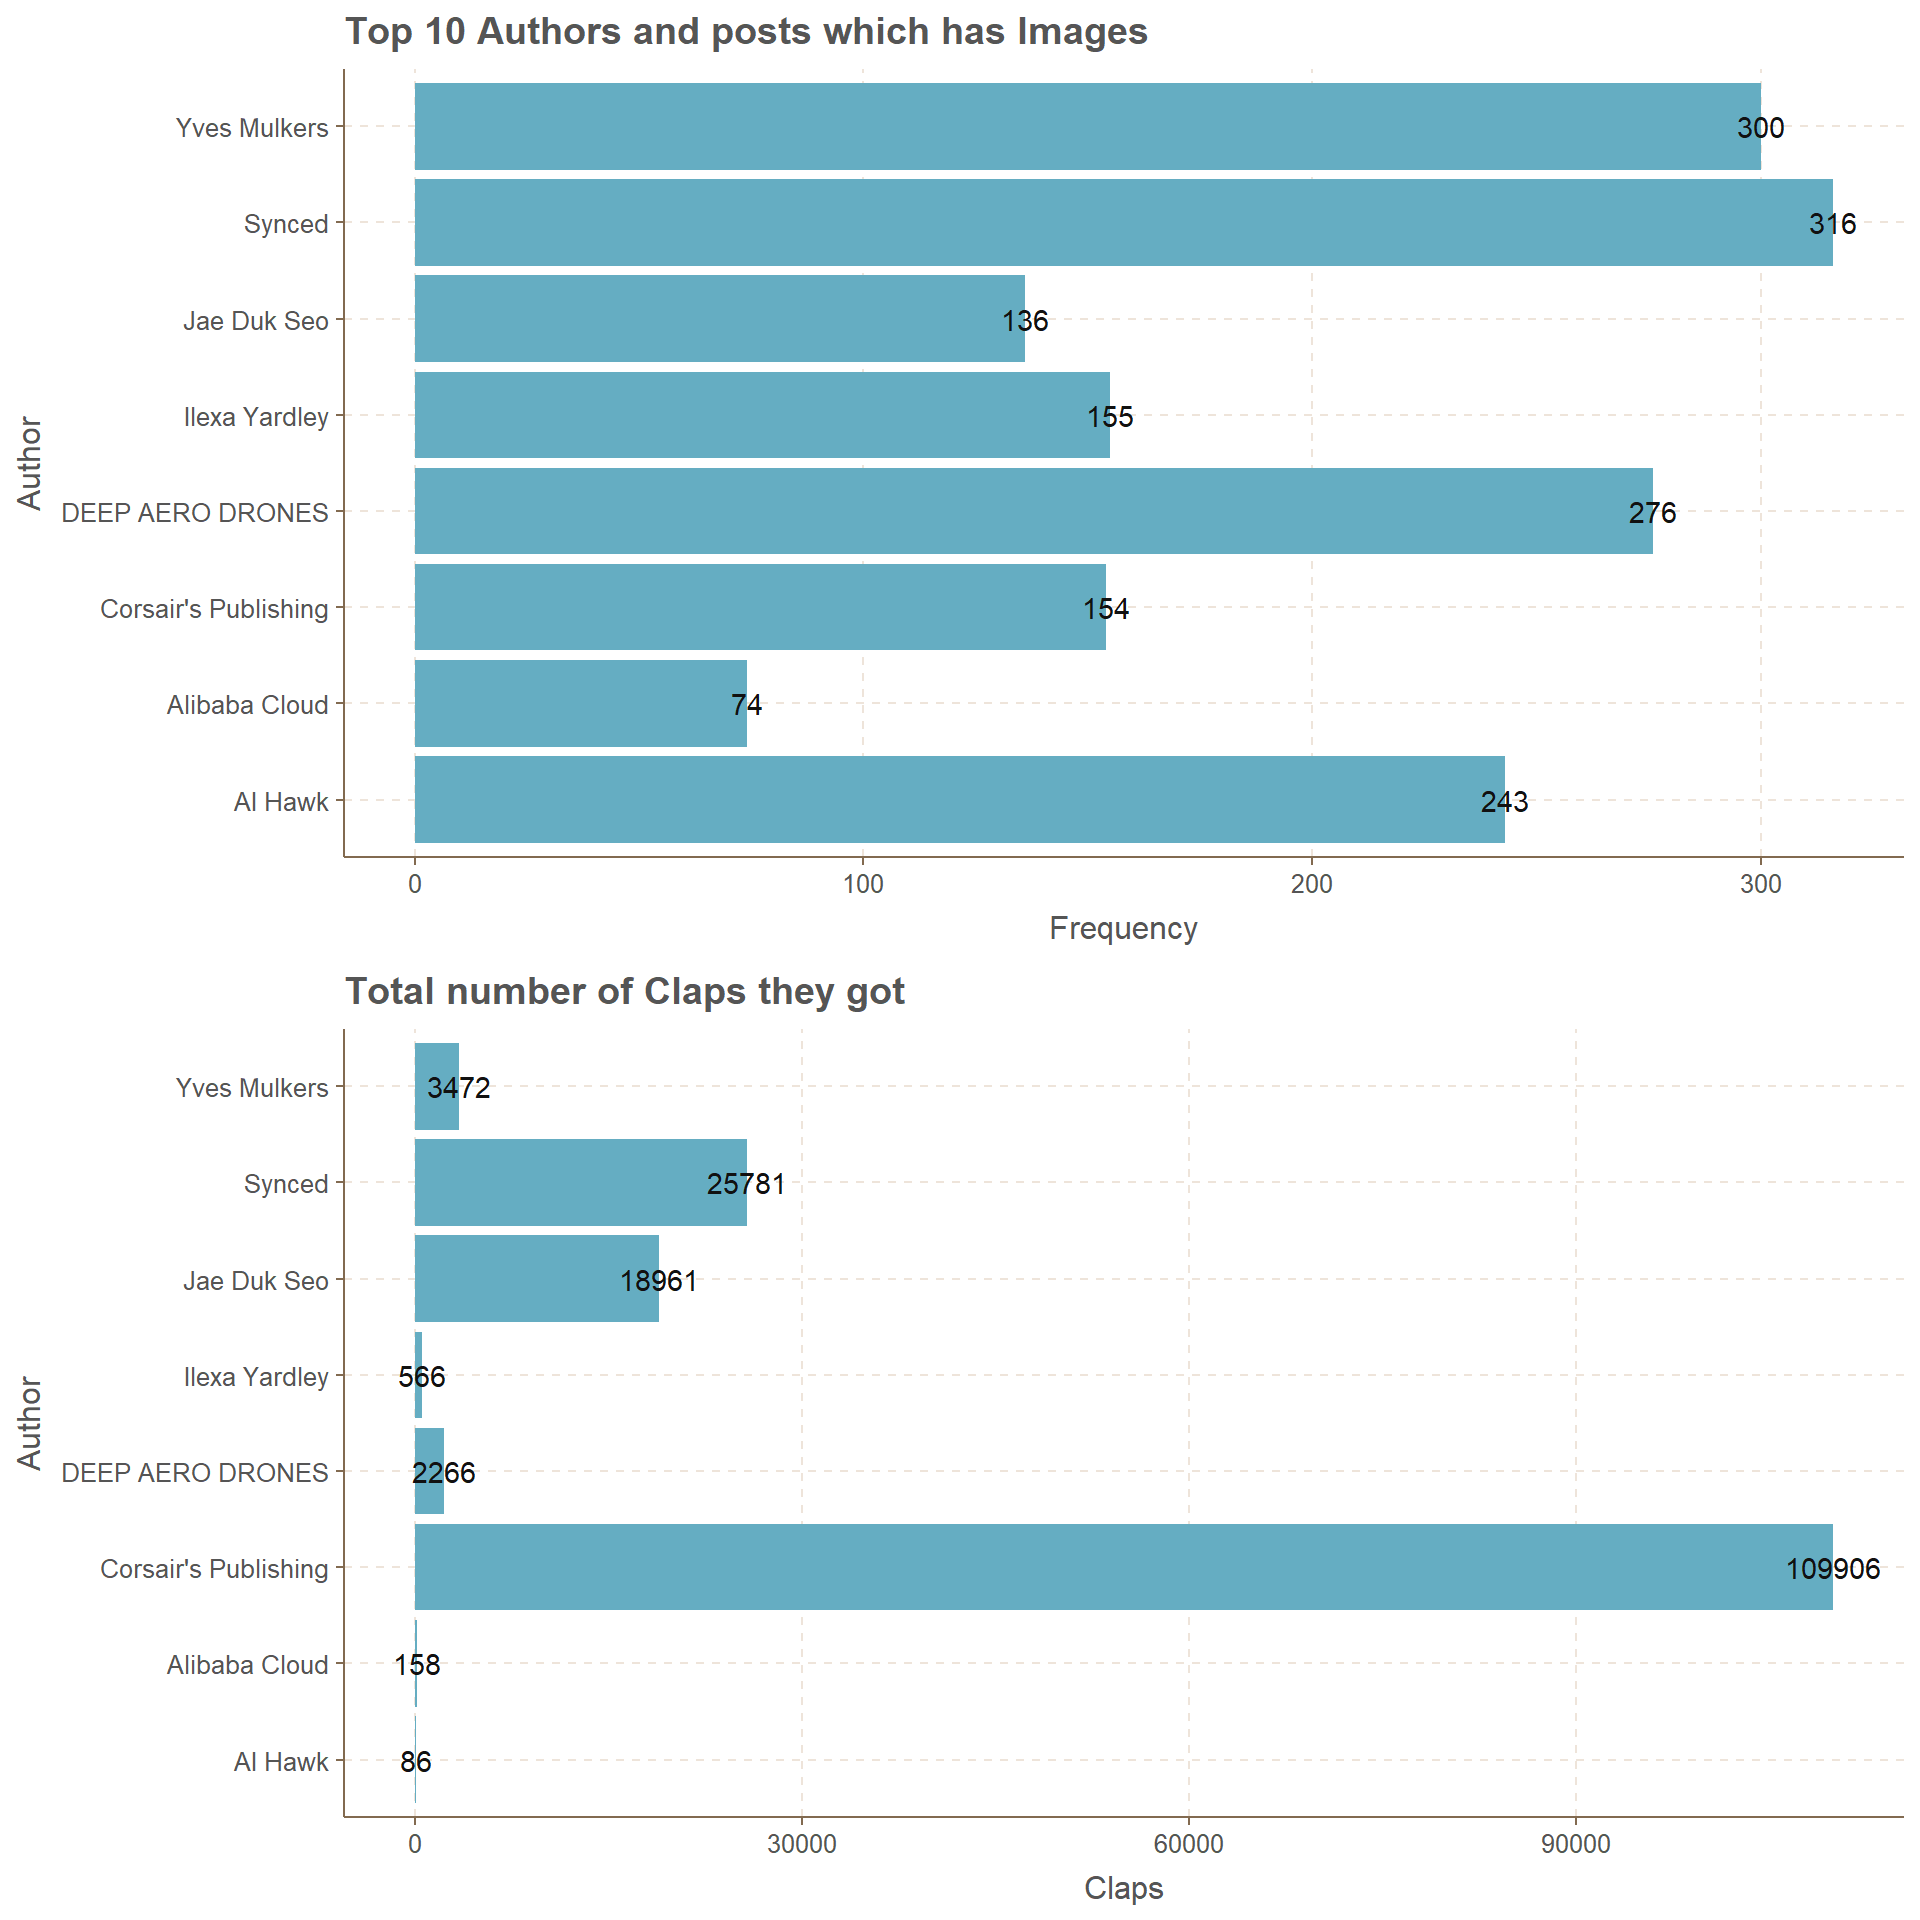 Top 10 Authors and posts which has Images
Author
Yves Mulkers 300
Synced 316
Jae Duk Seo 136
Ilexa Yardley 155
DEEP AERO DRONES 276
Corsair's Publishing 154
Alibaba Cloud 74
AI Hawk 243
0 100 200 300
Frequency
Total number of Claps they got
Author
Yves Mulkers 3472
Synced 25781
Jae Duk Seo 18961
Ilexa Yardley 566
DEEP AERO DRONES 2266
Corsair's Publishing 109906
Alibaba Cloud 158
AI Hawk 86
0 30000 60000 90000
Claps